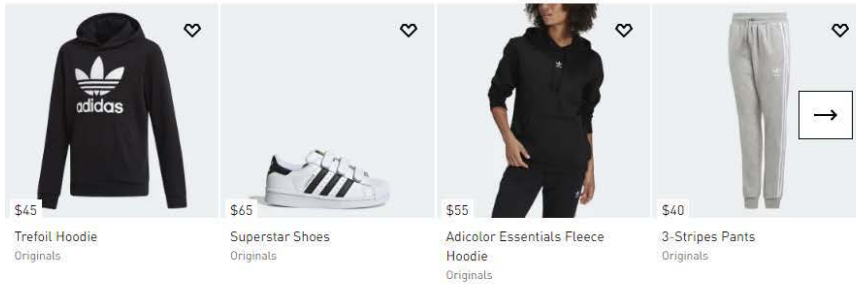 adidas
$45
Trefoil Hoodie
Originals
$65
Superstar Shoes
Originals
$55
Adicolor Essentials Fleece
Hoodie
Originals
$40
3-Stripes Pants
Originals